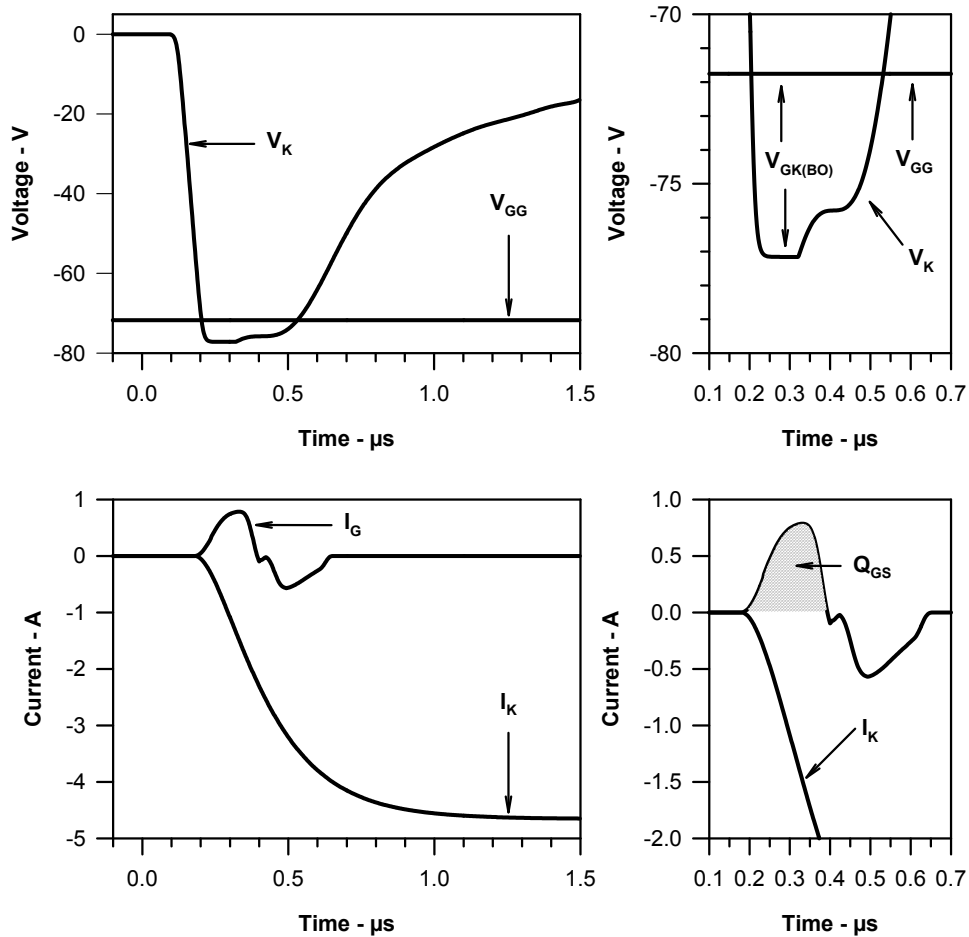 -70
0
V_K
V_GK(BO)
V_GG
-20
Voltage - V
V_GG
Voltage - V
-75
-40
V_K
-60
-80
-80
0.0 0.5 1.0 1.5
0.1 0.2 0.3 0.4 0.5 0.6 0.7
Time - µs
Time - µs
1
1.0
I_G
Q_GS
0
0.5
-1
0.0
Current - A
-2
Current - A
-0.5
I_K
I_K
-3
-1.0
-4
-1.5
-5
-2.0
0.0 0.5 1.0 1.5
0.1 0.2 0.3 0.4 0.5 0.6 0.7
Time - µs
Time - µs